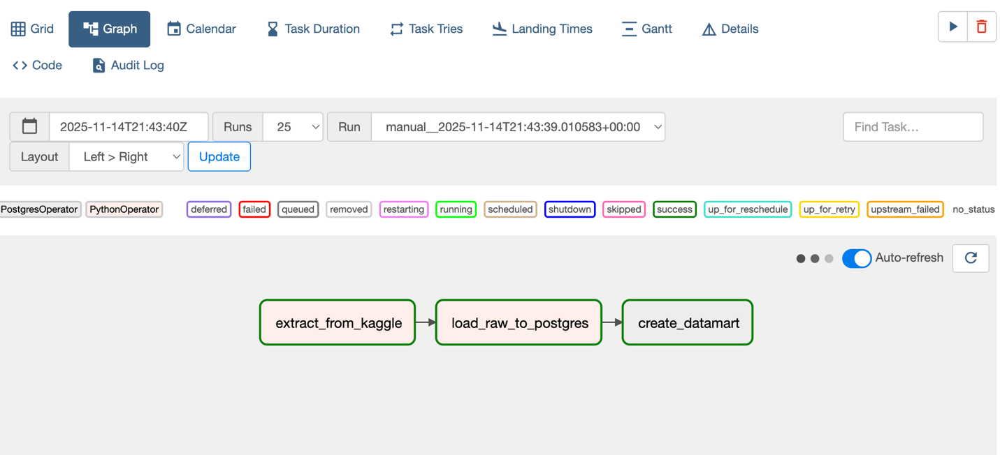 Grid Graph Calendar Task Duration Task Tries Landing Times Gantt Details
Code Audit Log
2025-11-14T21:43:40Z Runs 25 Run manual__2025-11-14T21:43:39.010583+00:00 Find Task...
Layout Left > Right Update
PostgresOperator PythonOperator deferred failed queued removed restarting running scheduled shutdown skipped success up_for_reschedule up_for_retry upstream_failed no_status
Auto-refresh
extract_from_kaggle load_raw_to_postgres create_datamart